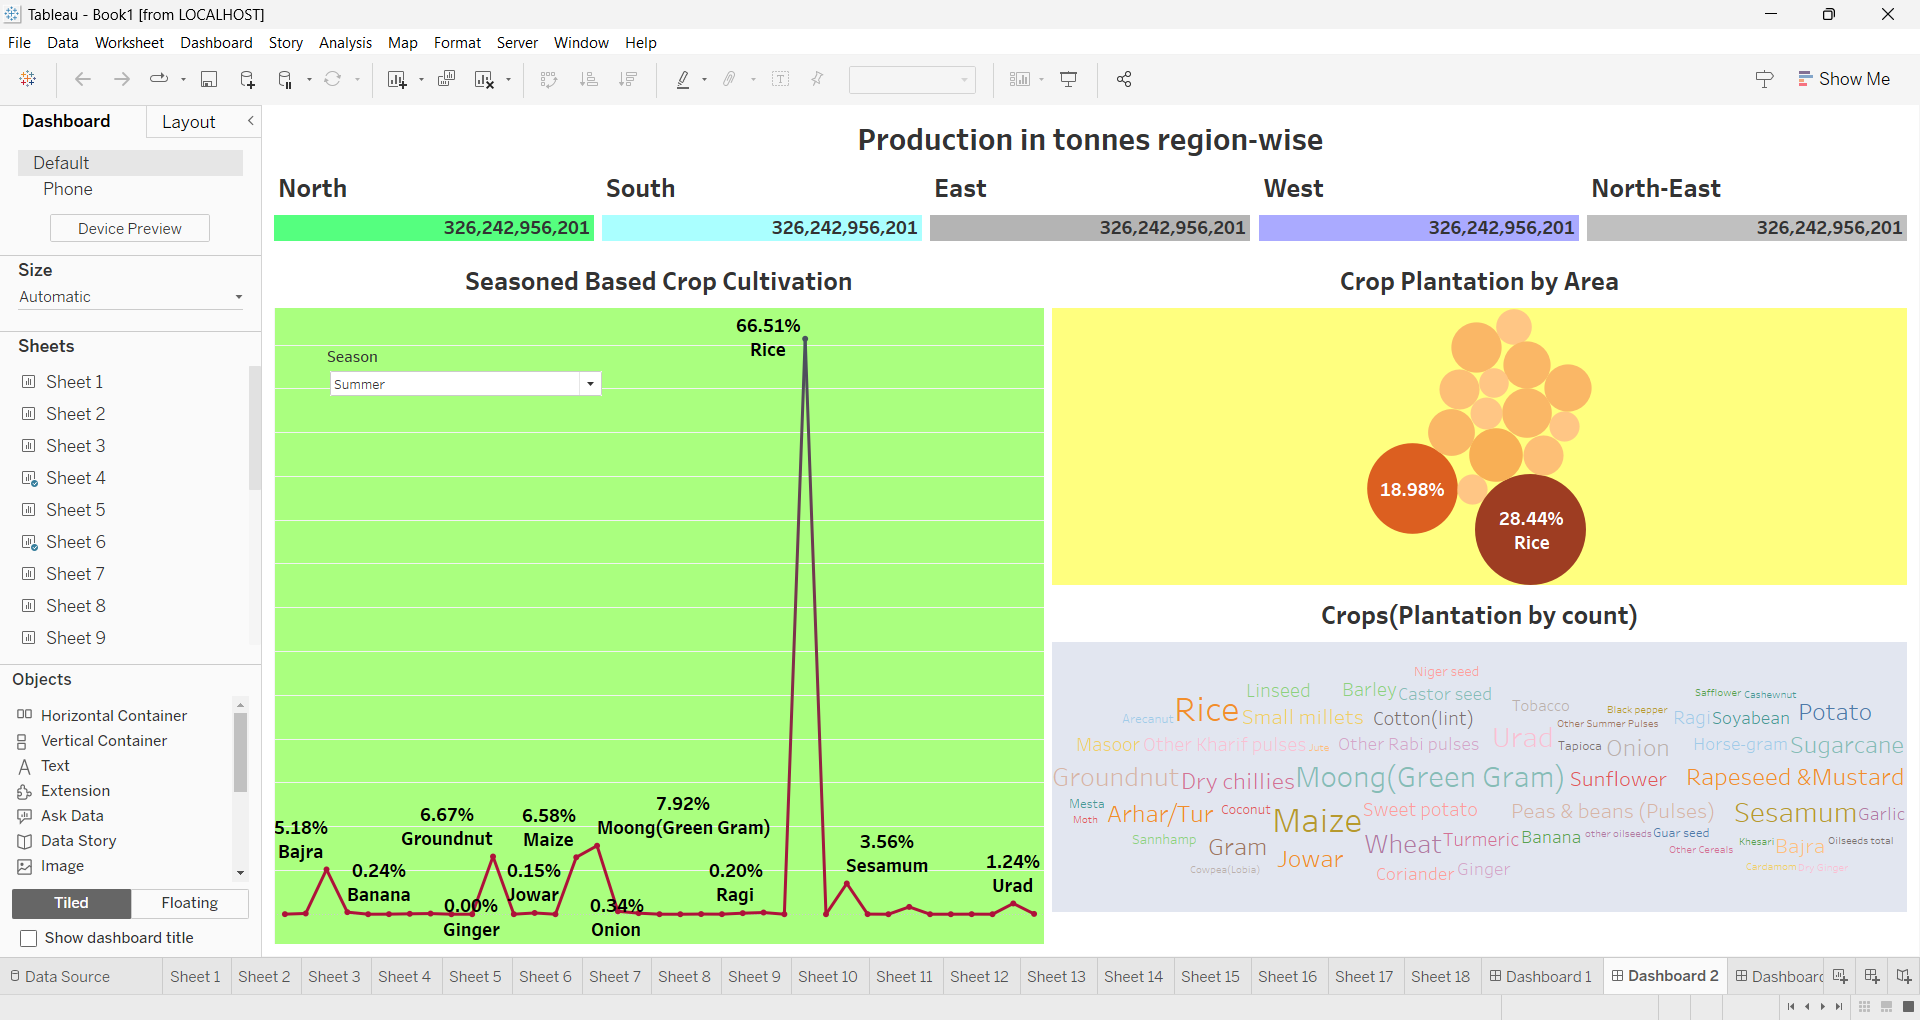 Tableau - Book1 [from LOCALHOST]
File Data Worksheet Dashboard Story Analysis Map Format Server Window Help
Show Me
Dashboard Layout
Default
Phone
Device Preview
Size
Automatic
Sheets
Sheet 1
Sheet 2
Sheet 3
Sheet 4
Sheet 5
Sheet 6
Sheet 7
Sheet 8
Sheet 9
Objects
Horizontal Container
Vertical Container
Text
Extension
Ask Data
Data Story
Image
Tiled Floating
Show dashboard title
Production in tonnes region-wise
North South East West North-East
326,242,956,201 326,242,956,201 326,242,956,201 326,242,956,201 326,242,956,201
Seasoned Based Crop Cultivation
Season
Summer
66.51%
Rice
5.18%
Bajra
0.24%
Banana
6.67%
Groundnut
0.00%
Ginger
0.15%
Jowar
6.58%
Maize
0.34%
Onion
7.92%
Moong(Green Gram)
0.20%
Ragi
3.56%
Sesamum
1.24%
Urad
Crop Plantation by Area
18.98%
28.44%
Rice
Crops(Plantation by count)
Niger seed
Linseed Barley Castor seed Safflower Cashewnut
Arecanut Rice Small millets Cotton(lint) Tobacco Black pepper Other Summer Pulses Ragi Soyabean Potato
Masoor Other Kharif pulses Jute Other Rabi pulses Urad Tapioca Onion Horse-gram Sugarcane
Groundnut Dry chillies Moong(Green Gram) Sunflower Rapeseed &Mustard
Mesta Moth Arhar/Tur Coconut Maize Sweet potato Peas & beans (Pulses) Sesamum Garlic
Sannhamp Gram Wheat Turmeric Banana other oilseeds Guar seed Other Cereals Khesari Bajra Oilseeds total
Cowpea(Lobia) Jowar Coriander Ginger Cardamom Dry Ginger
Data Source Sheet 1 Sheet 2 Sheet 3 Sheet 4 Sheet 5 Sheet 6 Sheet 7 Sheet 8 Sheet 9 Sheet 10 Sheet 11 Sheet 12 Sheet 13 Sheet 14 Sheet 15 Sheet 16 Sheet 17 Sheet 18 Dashboard 1 Dashboard 2 Dashboard